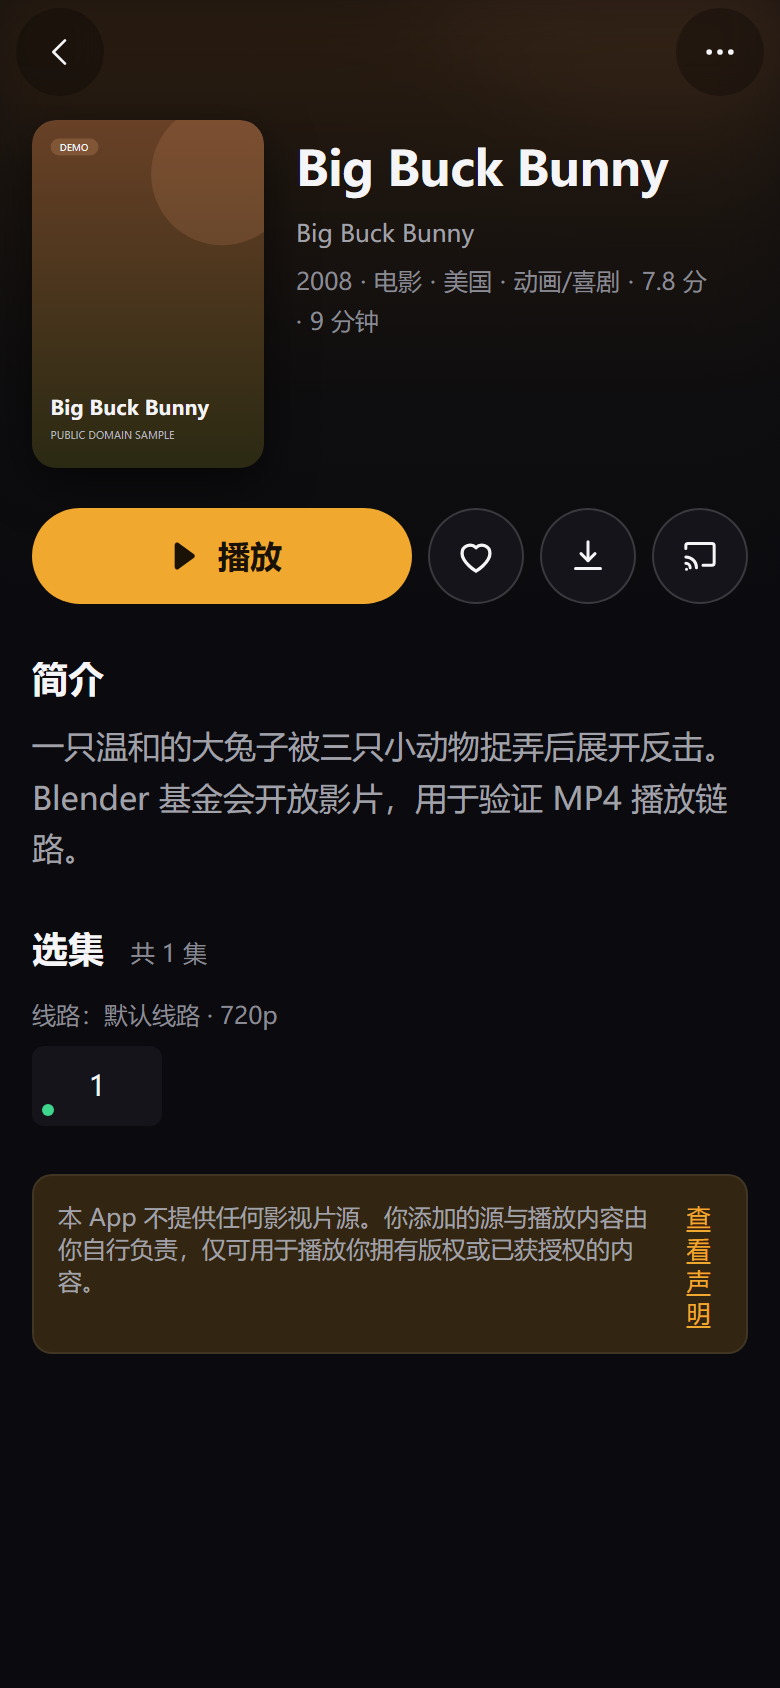 DEMO
Big Buck Bunny
PUBLIC DOMAIN SAMPLE
Big Buck Bunny
Big Buck Bunny
2008 · 电影 · 美国 · 动画/喜剧 · 7.8 分
· 9 分钟
播放
简介
一只温和的大兔子被三只小动物捉弄后展开反击。
Blender 基金会开放影片，用于验证 MP4 播放链
路。
选集 共 1 集
线路：默认线路 · 720p
1
本 App 不提供任何影视片源。你添加的源与播放内容由
你自行负责，仅可用于播放你拥有版权或已获授权的内
容。
查
看
声
明